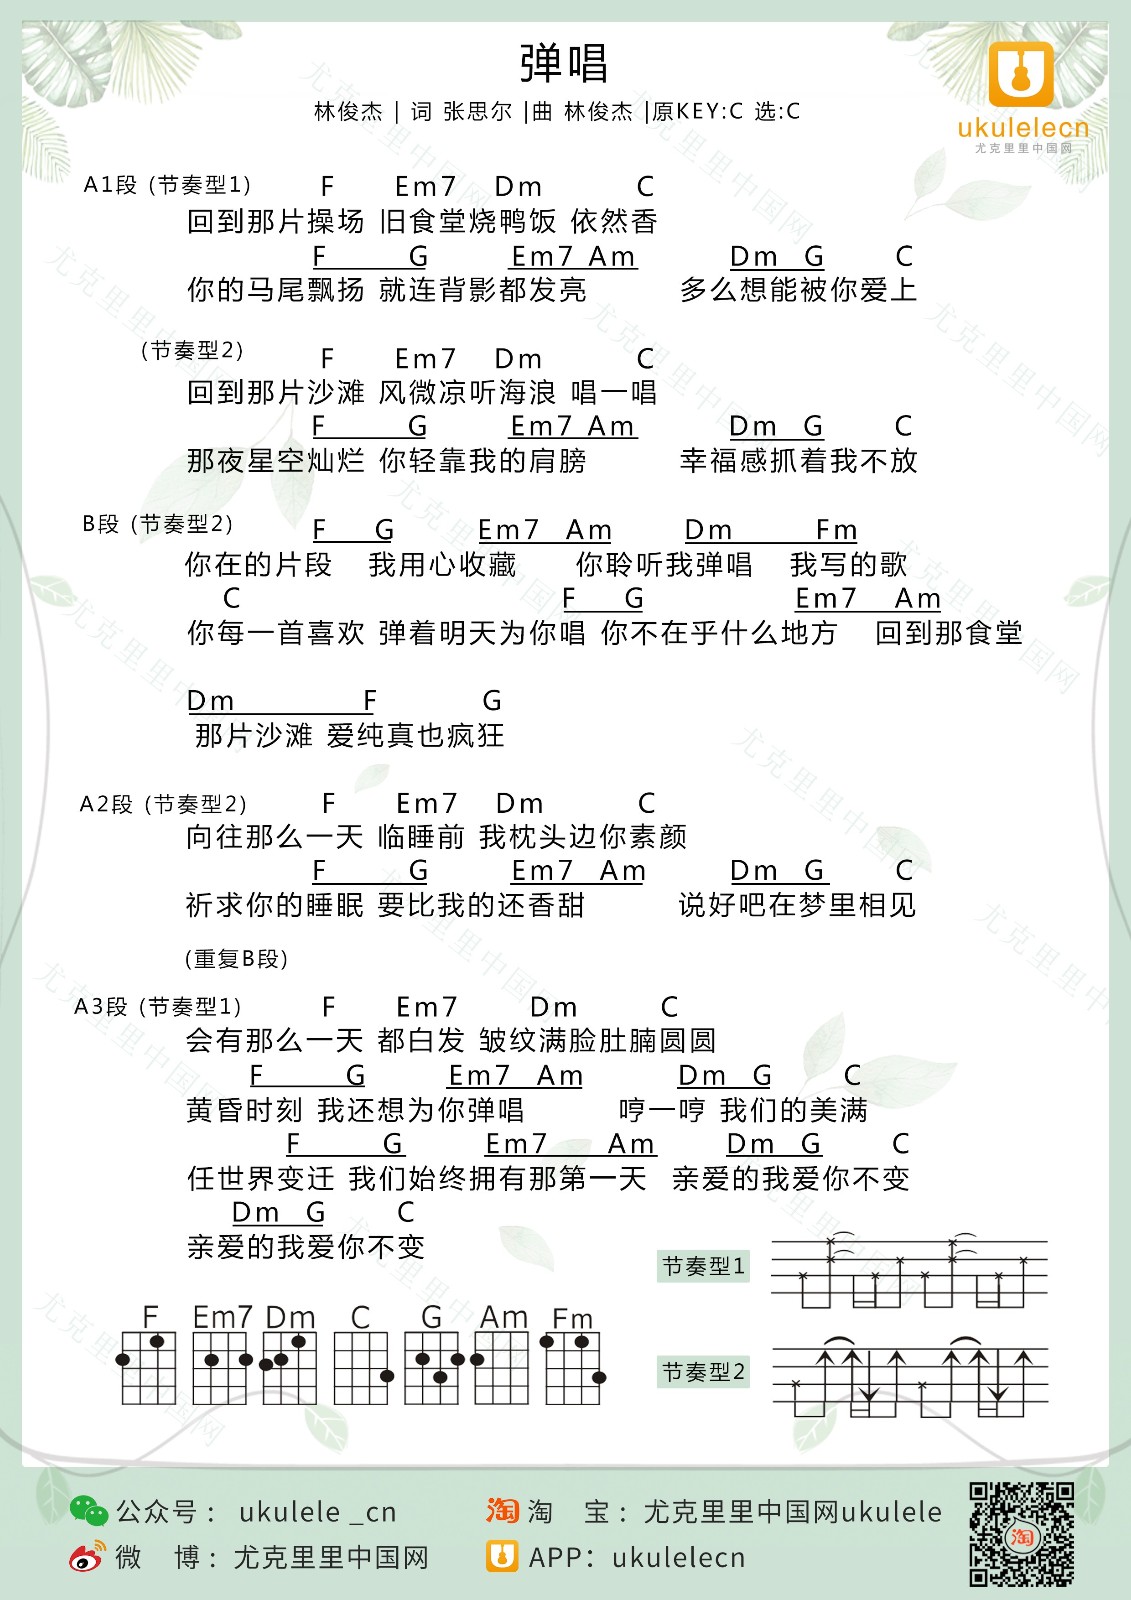 弹唱
林俊杰 | 词 张思尔 |曲 林俊杰 |原KEY:C 选:C
ukulelecn
尤克里里中国网
A1段 (节奏型1) F Em7 Dm C
回到那片操场 旧食堂烧鸭饭 依然香
F G Em7 Am Dm G C
你的马尾飘扬 就连背影都发亮 多么想能被你爱上
(节奏型2) F Em7 Dm C
回到那片沙滩 风微凉听海浪 唱一唱
F G Em7 Am Dm G C
那夜星空灿烂 你轻靠我的肩膀 幸福感抓着我不放
B段 (节奏型2) F G Em7 Am Dm Fm
你在的片段 我用心收藏 你聆听我弹唱 我写的歌
C F G Em7 Am
你每一首喜欢 弹着明天为你唱 你不在乎什么地方 回到那食堂
Dm F G
那片沙滩 爱纯真也疯狂
A2段 (节奏型2) F Em7 Dm C
向往那么一天 临睡前 我枕头边你素颜
F G Em7 Am Dm G C
祈求你的睡眠 要比我的还香甜 说好吧在梦里相见
(重复B段)
A3段 (节奏型1) F Em7 Dm C
会有那么一天 都白发 皱纹满脸肚腩圆圆
F G Em7 Am Dm G C
黄昏时刻 我还想为你弹唱 哼一哼 我们的美满
F G Em7 Am Dm G C
任世界变迁 我们始终拥有那第一天 亲爱的我爱你不变
Dm G C
亲爱的我爱你不变
节奏型1
F Em7 Dm C G Am Fm
节奏型2
公众号： ukulele _cn
淘 宝：尤克里里中国网ukulele
微 博：尤克里里中国网
APP：ukulelecn
淘
尤克里里中国网